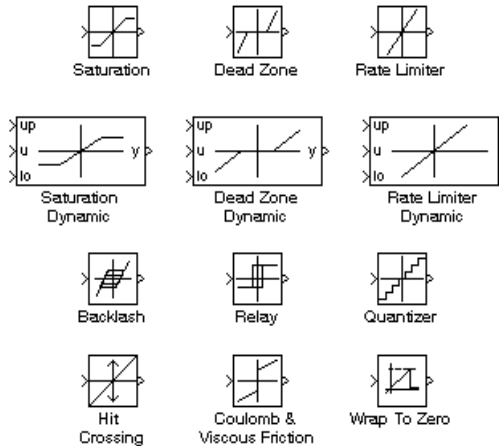 Saturation
Dead Zone
Rate Limiter
up
u
lo
y
Saturation
Dynamic
up
u
lo
y
Dead Zone
Dynamic
up
u
lo
Rate Limiter
Dynamic
Backlash
Relay
Quantizer
Hit
Crossing
Coulomb &
Viscous Friction
Wrap To Zero